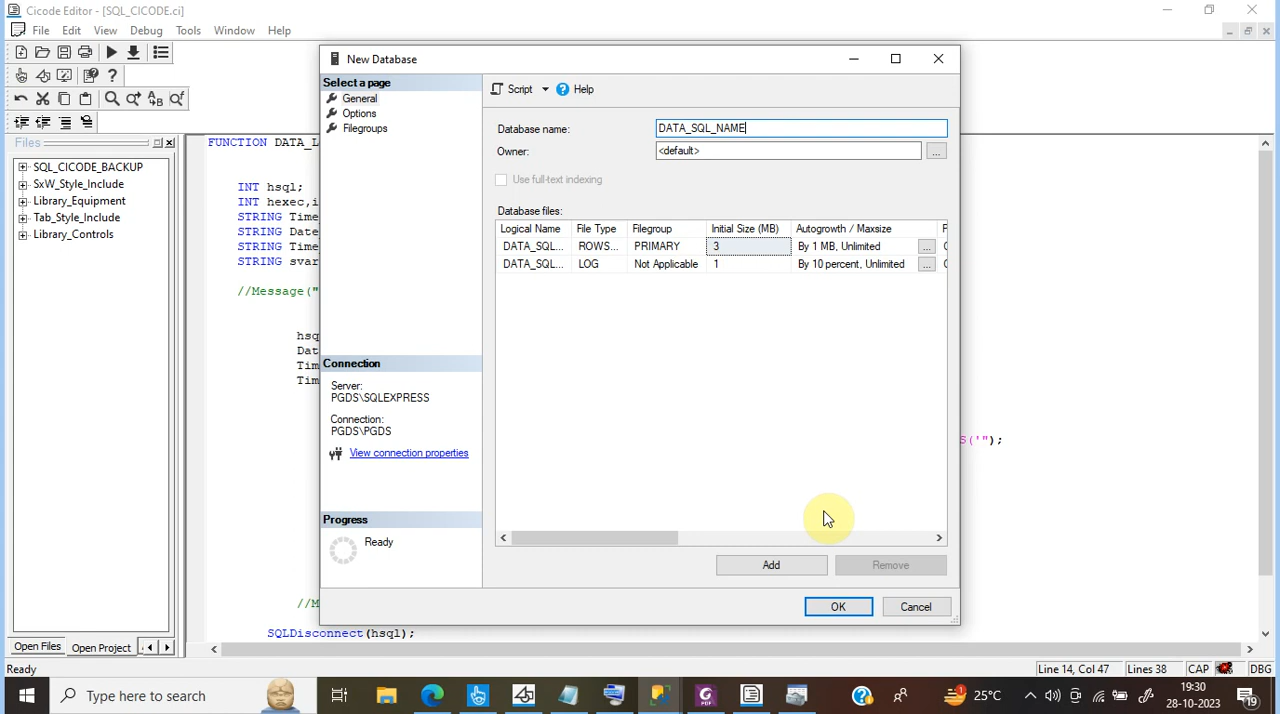 Cicode Editor - [SQL_CICODE.ci]
File Edit View Debug Tools Window Help
New Database
Select a page
General
Options
Filegroups
Script Help
Database name: DATA_SQL_NAME
Owner: <default> ...
Use full-text indexing
Database files:
Logical Name File Type Filegroup Initial Size (MB) Autogrowth / Maxsize
DATA_SQL... ROWS... PRIMARY 3 By 1 MB, Unlimited ...
DATA_SQL... LOG Not Applicable 1 By 10 percent, Unlimited ...
Connection
Server:
PGDS\SQLEXPRESS
Connection:
PGDS\PGDS
View connection properties
Progress
Ready
Add Remove
OK Cancel
Files
SQL_CICODE_BACKUP
SxW_Style_Include
Library_Equipment
Tab_Style_Include
Library_Controls
Open Files Open Project
FUNCTION DATA_L
INT hsql;
INT hexec,i
STRING Time
STRING Date
STRING Time
STRING svar
//Message("
hsq
Dat
Tim
Tim
S('");
//M
SQLDisconnect(hsql);
Ready Line 14, Col 47 Lines 38 CAP DBG
Type here to search 1 25°C 19:30
28-10-2023 19